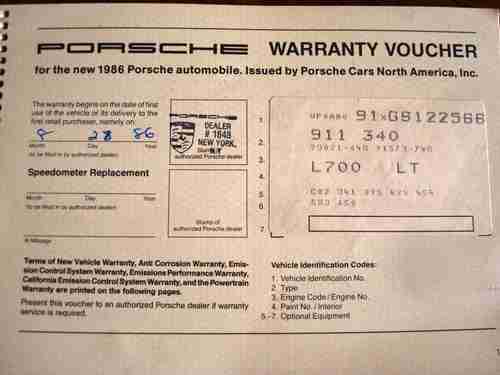 PORSCHE WARRANTY VOUCHER
for the new 1986 Porsche automobile. Issued by Porsche Cars North America, Inc.
The warranty begins on the date of first
use of the vehicle or its delivery to the
first retail purchaser, namely on:
8 28 86
Month Day Year
(to be filled in by authorized dealer)
Speedometer Replacement
Month Day Year
(to be filled in by authorized dealer)
at Mileage
PORSCHE
DEALER
# 1648
NEW YORK,
authorized Porsche dealer
Stamp of
authorized Porsche dealer
1.
2.
3.
4.
5.
6.
7.
911 340
L700 LT
Terms of New Vehicle Warranty, Anti Corrosion Warranty, Emis-
sion Control System Warranty, Emissions Performance Warranty,
California Emission Control System Warranty, and the Powertrain
Warranty are printed on the following pages.
Present this voucher to an authorized Porsche dealer if warranty
service is required.
Vehicle Identification Codes:
1. Vehicle Identification No.
2 Type
3. Engine Code / Engine No.
4. Paint No. / Interior
5.-7. Optional Equipment